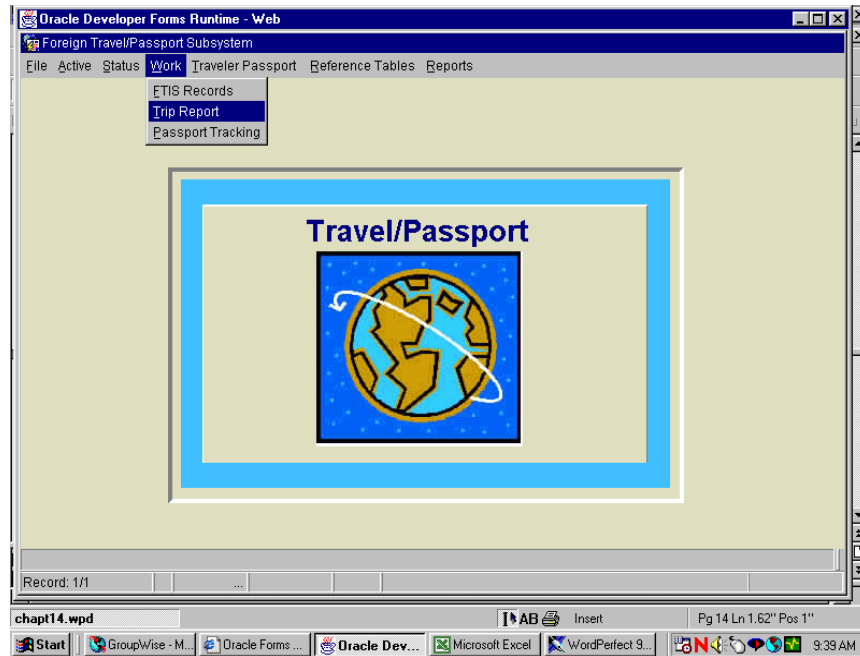 Oracle Developer Forms Runtime - Web
Foreign Travel/Passport Subsystem
File Active Status Work Traveler Passport Reference Tables Reports
FTIS Records
Trip Report
Passport Tracking
Travel/Passport
Record: 1/1 ...
chapt14.wpd AB Insert Pg 14 Ln 1.62" Pos 1"
Start GroupWise - M... Oracle Forms ... Oracle Dev... Microsoft Excel WordPerfect 9... N 9:39 AM